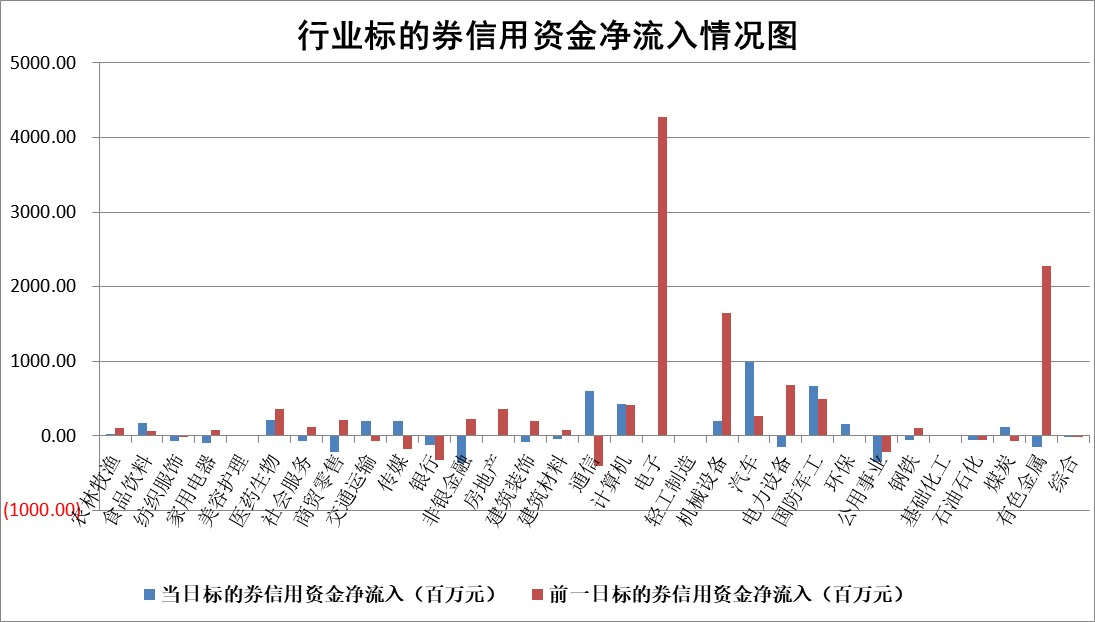 行业标的券信用资金净流入情况图
5000.00
4000.00
3000.00
2000.00
1000.00
0.00
(1000.00)
农林牧渔
食品饮料
纺织服饰
家用电器
美容护理
医药生物
社会服务
商贸零售
交通运输
传媒
银行
非银金融
房地产
建筑装饰
建筑材料
通信
计算机
电子
轻工制造
机械设备
汽车
电力设备
国防军工
环保
公用事业
钢铁
基础化工
石油石化
煤炭
有色金属
综合
当日标的券信用资金净流入（百万元）
前一日标的券信用资金净流入（百万元）